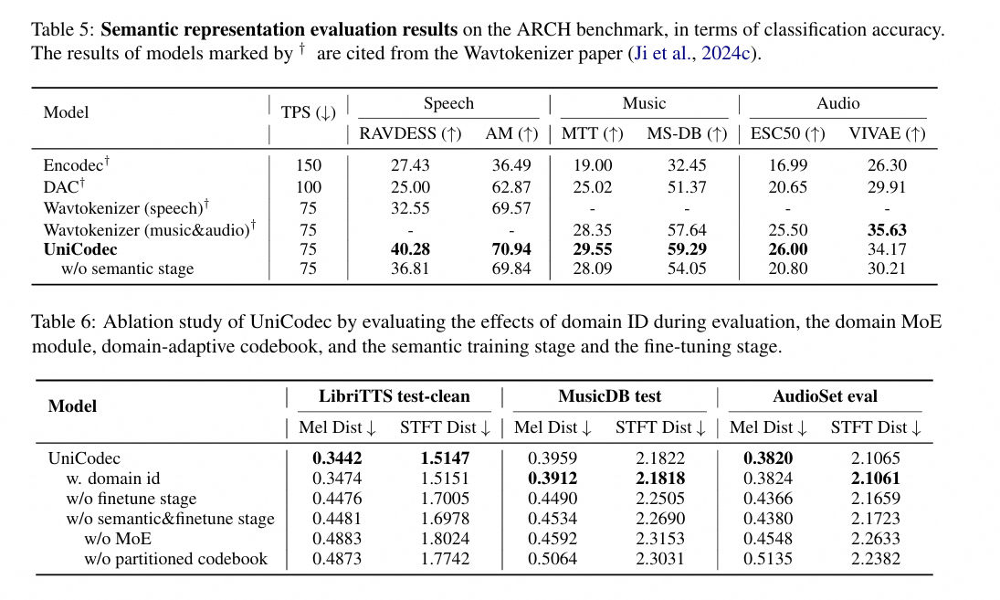 Table 5: Semantic representation evaluation results on the ARCH benchmark, in terms of classification accuracy.
The results of models marked by † are cited from the Wavtokenizer paper (Ji et al., 2024c).
Model TPS (↓) Speech Music Audio
RAVDESS (↑) AM (↑) MTT (↑) MS-DB (↑) ESC50 (↑) VIVAE (↑)
Encodec† 150 27.43 36.49 19.00 32.45 16.99 26.30
DAC† 100 25.00 62.87 25.02 51.37 20.65 29.91
Wavtokenizer (speech)† 75 32.55 69.57 - - - -
Wavtokenizer (music&audio)† 75 - - 28.35 57.64 25.50 35.63
UniCodec 75 40.28 70.94 29.55 59.29 26.00 34.17
w/o semantic stage 75 36.81 69.84 28.09 54.05 20.80 30.21
Table 6: Ablation study of UniCodec by evaluating the effects of domain ID during evaluation, the domain MoE
module, domain-adaptive codebook, and the semantic training stage and the fine-tuning stage.
Model LibriTTS test-clean MusicDB test AudioSet eval
Mel Dist ↓ STFT Dist ↓ Mel Dist ↓ STFT Dist ↓ Mel Dist ↓ STFT Dist ↓
UniCodec 0.3442 1.5147 0.3959 2.1822 0.3820 2.1065
w. domain id 0.3474 1.5151 0.3912 2.1818 0.3824 2.1061
w/o finetune stage 0.4476 1.7005 0.4490 2.2505 0.4366 2.1659
w/o semantic&finetune stage 0.4481 1.6978 0.4534 2.2690 0.4380 2.1723
w/o MoE 0.4883 1.8024 0.4592 2.3153 0.4548 2.2633
w/o partitioned codebook 0.4873 1.7742 0.5064 2.3031 0.5135 2.2382